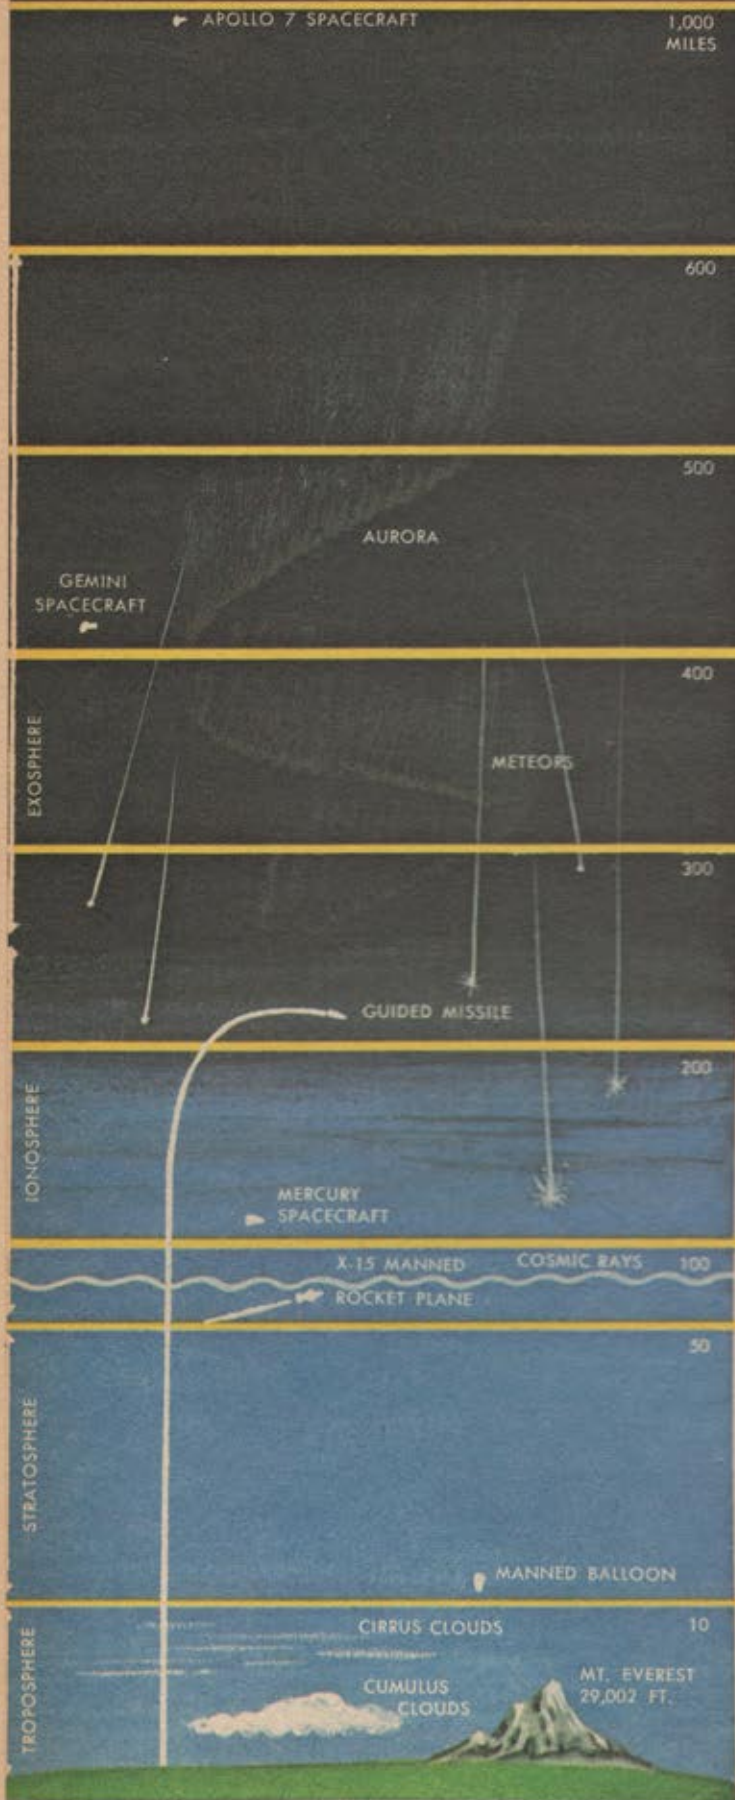 APOLLO 7 SPACECRAFT
1,000
MILES
600
500
AURORA
GEMINI
SPACECRAFT
400
EXOSPHERE
METEORS
300
GUIDED MISSILE
200
IONOSPHERE
MERCURY
SPACECRAFT
X-15 MANNED
ROCKET PLANE
COSMIC RAYS
100
50
STRATOSPHERE
MANNED BALLOON
10
CIRRUS CLOUDS
TROPOSPHERE
CUMULUS
CLOUDS
MT. EVEREST
29,002 FT.